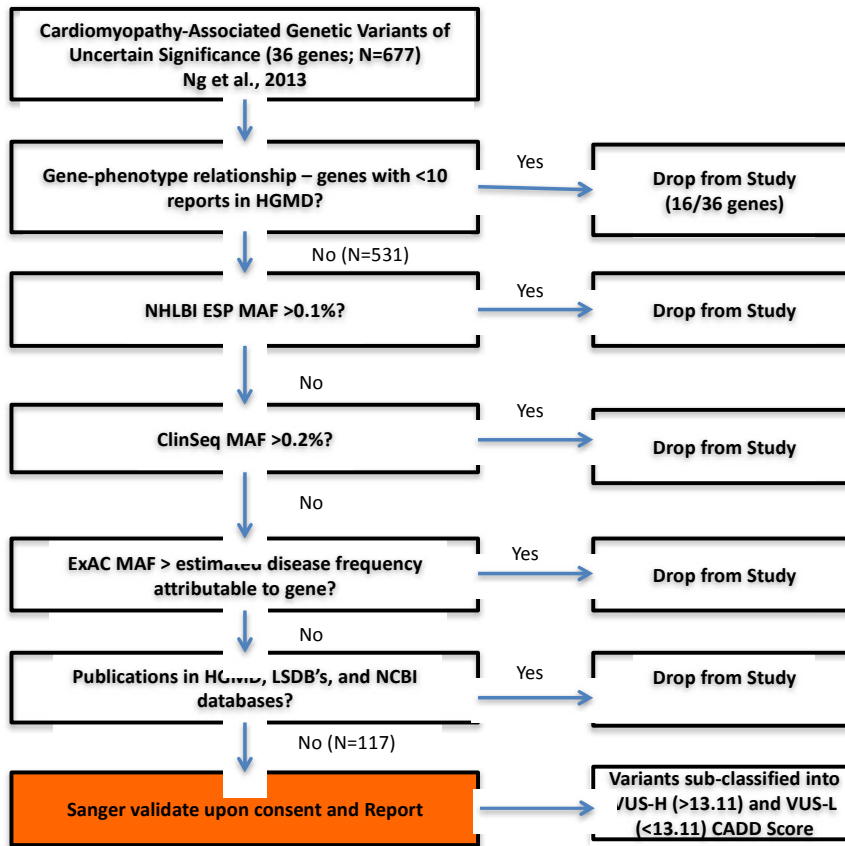 Cardiomyopathy-Associated Genetic Variants of
Uncertain Significance (36 genes; N=677)
Ng et al., 2013
Gene-phenotype relationship – genes with <10
reports in HGMD?
Yes
Drop from Study
(16/36 genes)
No (N=531)
NHLBI ESP MAF >0.1%?
Yes
Drop from Study
No
ClinSeq MAF >0.2%?
Yes
Drop from Study
No
ExAC MAF > estimated disease frequency
attributable to gene?
Yes
Drop from Study
No
Publications in HGMD, LSDB's, and NCBI
databases?
Yes
Drop from Study
No (N=117)
Sanger validate upon consent and Report
Variants sub-classified into
VUS-H (>13.11) and VUS-L
(<13.11) CADD Score